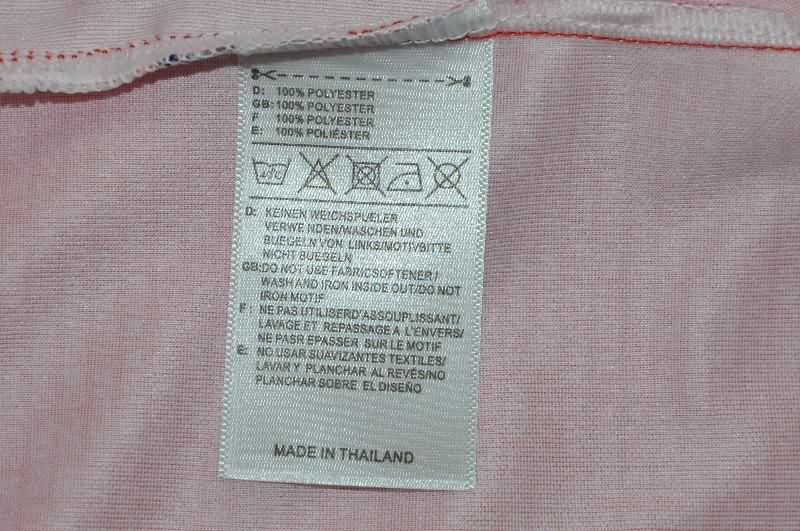 D: 100% POLYESTER
GB: 100% POLYESTER
F 100% POLYESTER
E: 100% POLIÉSTER
D: KEINEN WEICHSPUELER
VERWE NDEN/WASCHEN UND
BUEGELN VON LINKS/MOTIV/BITTE
NICHT BUEGELN
GB:DO NOT USE FABRICSOFTENER /
WASH AND IRON INSIDE OUT/DO NOT
IRON MOTIF
F : NE PAS UTILISERD'ASSOUPLISSANT/
LAVAGE ET REPASSAGE A L'ENVERS/
NE PASR EPASSER SUR LE MOTIF
E: NO USAR SUAVIZANTES TEXTILES/
LAVAR Y PLANCHAR AL REVÉS/NO
PLANCHAR SOBRE EL DISEÑO
MADE IN THAILAND